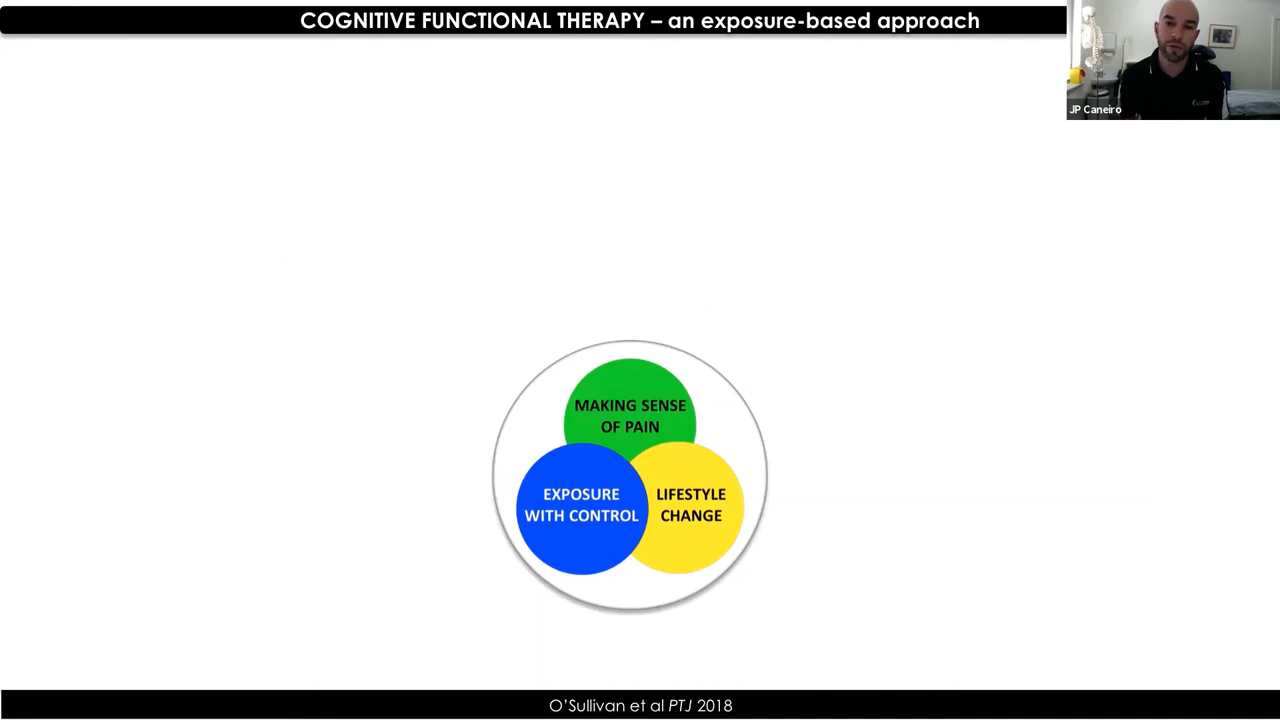 COGNITIVE FUNCTIONAL THERAPY – an exposure-based approach
JP Caneiro
MAKING SENSE
OF PAIN
EXPOSURE
WITH CONTROL
LIFESTYLE
CHANGE
O'Sullivan et al PTJ 2018